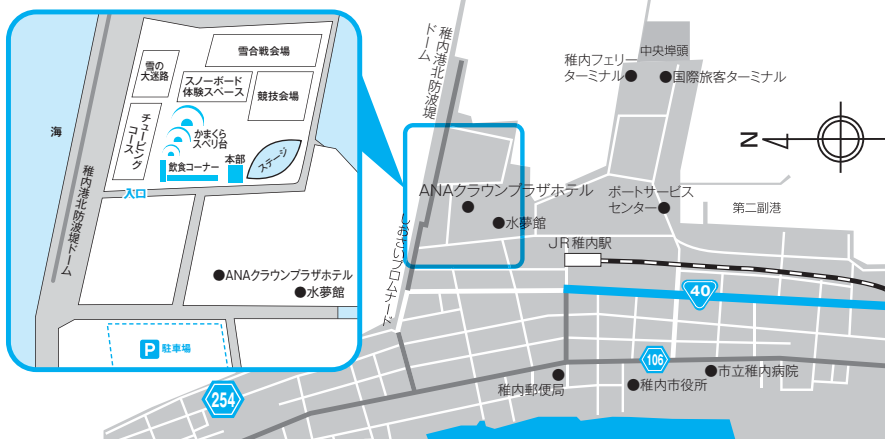 雪合戦会場
雪の
大迷路
スノーボード
体験スペース
競技会場
チュービング
コース
かまくら
スベリ台
ステージ
飲食コーナー
本部
入口
海
稚内港北防波堤ドーム
ANAクラウンプラザホテル
水夢館
P 駐車場
稚内港北防波堤
ドーム
中央埠頭
稚内フェリー
ターミナル
国際旅客ターミナル
N
ANAクラウンプラザホテル
水夢館
ポートサービス
センター
第二副港
しおさいプロムナード
JR稚内駅
40
106
254
稚内郵便局
稚内市役所
市立稚内病院